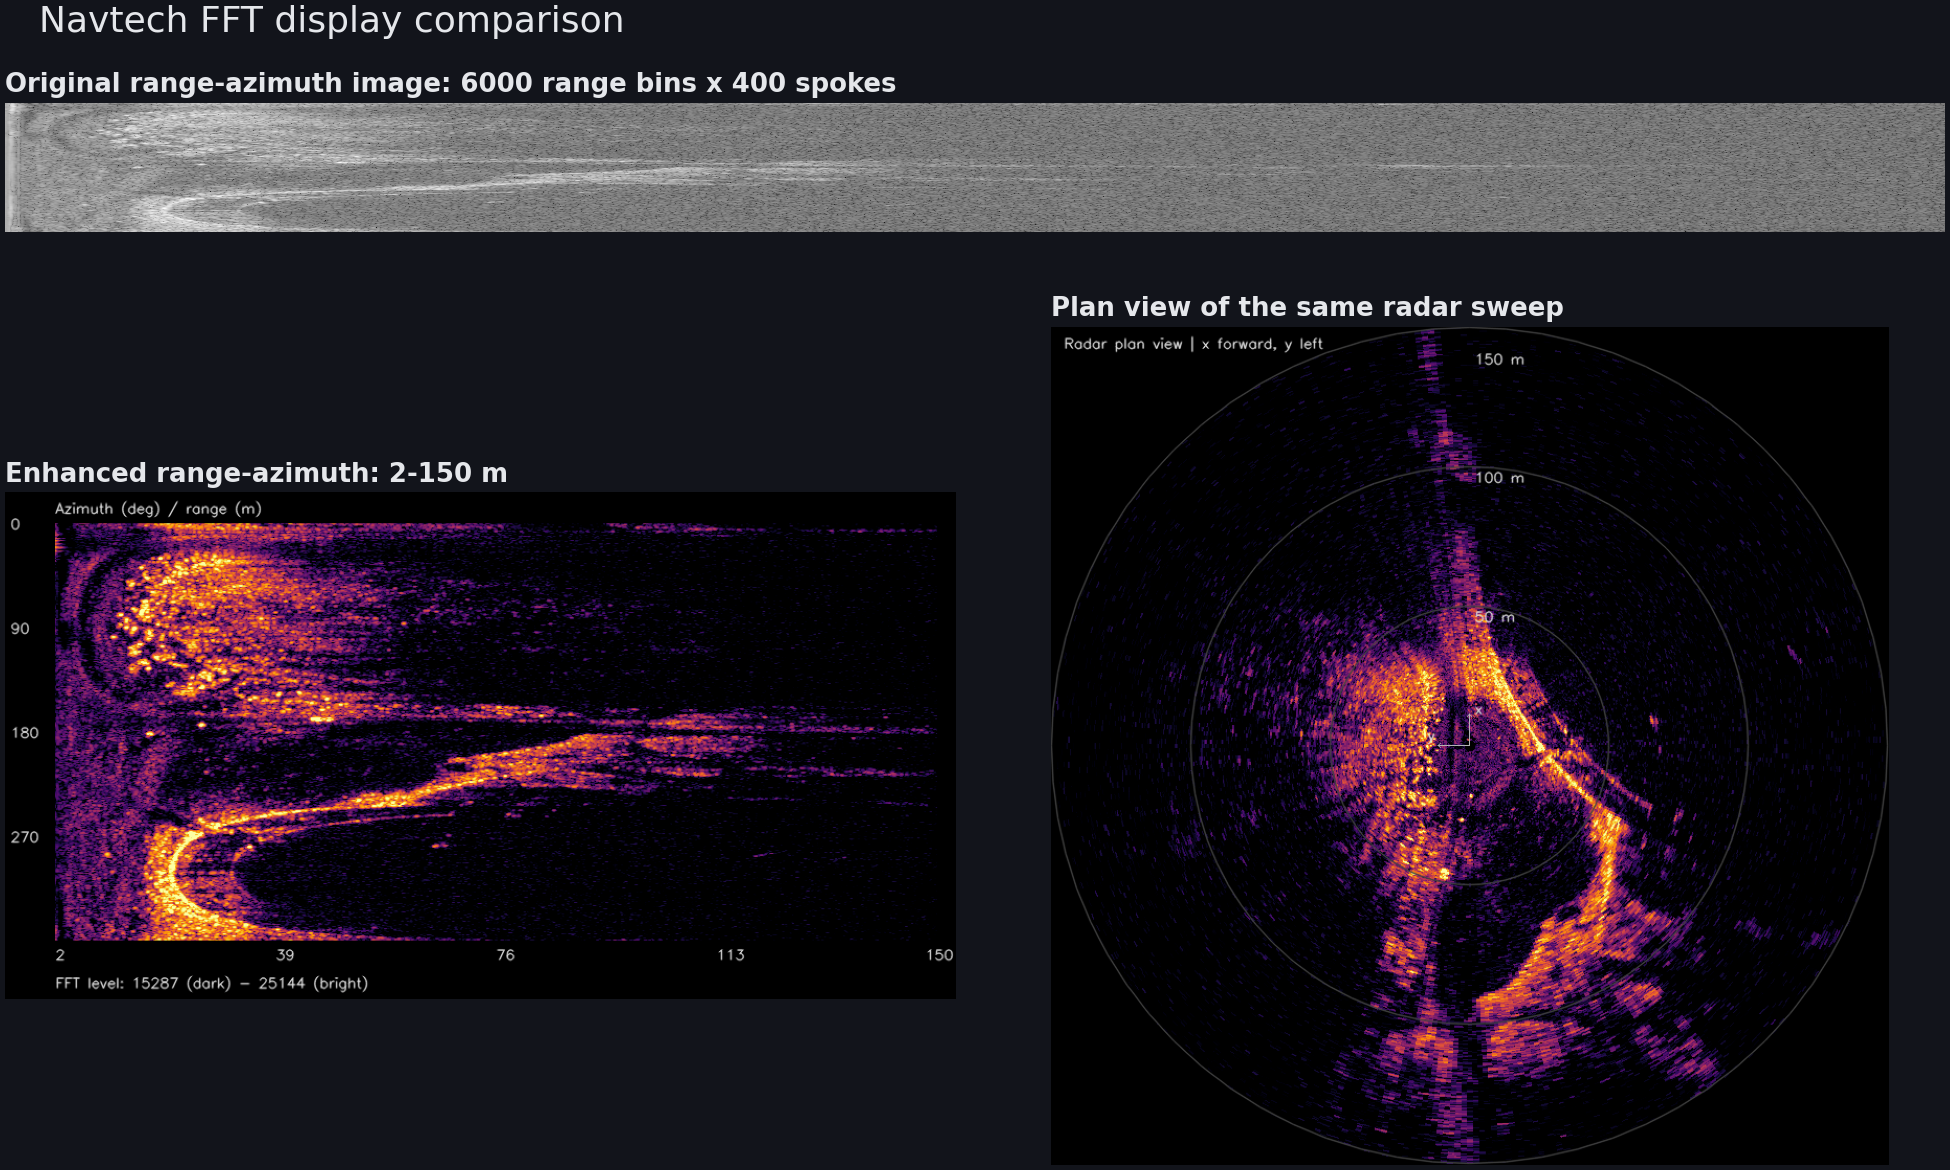 Navtech FFT display comparison
Original range-azimuth image: 6000 range bins x 400 spokes
Plan view of the same radar sweep
Radar plan view | x forward, y left
150 m
100 m
50 m
x
Enhanced range-azimuth: 2-150 m
Azimuth (deg) / range (m)
0
90
180
270
2 39 76 113 150
FFT level: 15287 (dark) - 25144 (bright)